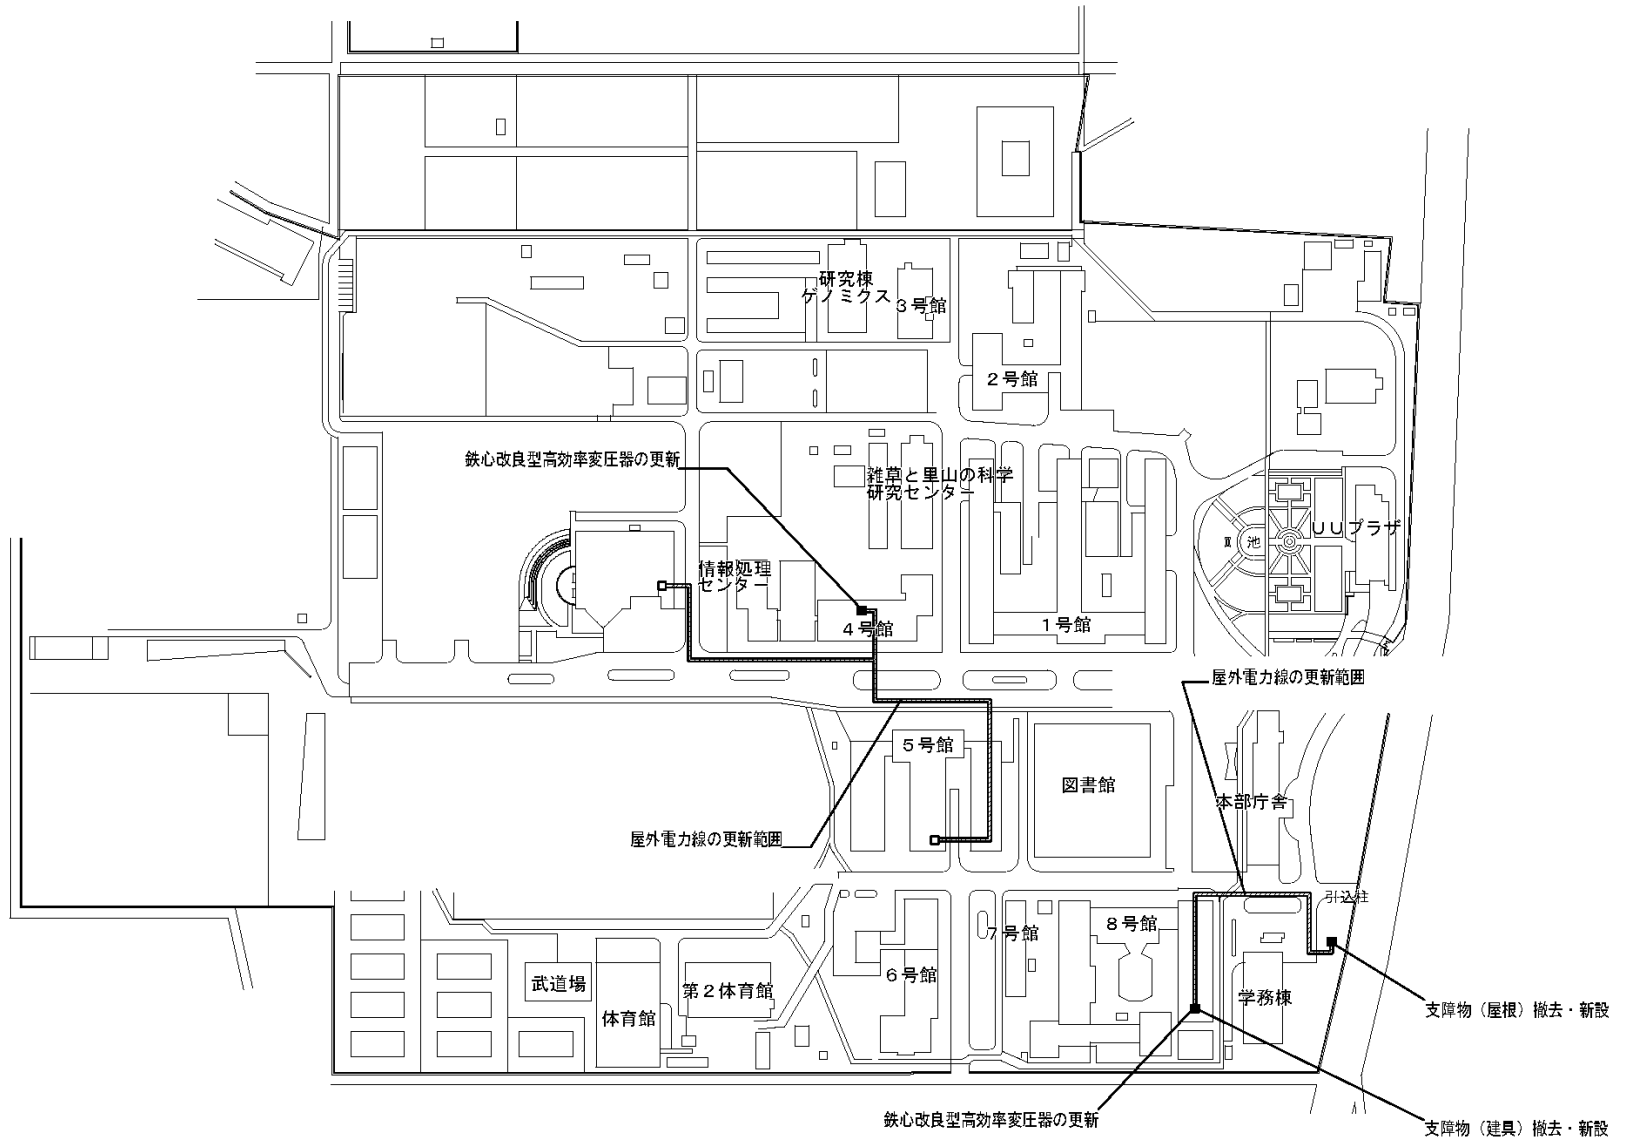 研究棟
ゲノミクス
３号館
２号館
鉄心改良型高効率変圧器の更新
雑草と里山の科学
研究センター
ＵＵプラザ
池
情報処理
センター
４号館
１号館
屋外電力線の更新範囲
５号館
図書館
本部庁舎
屋外電力線の更新範囲
引込柱
７号館
８号館
６号館
武道場
第２体育館
体育館
学務棟
支障物（屋根）撤去・新設
鉄心改良型高効率変圧器の更新
支障物（建具）撤去・新設